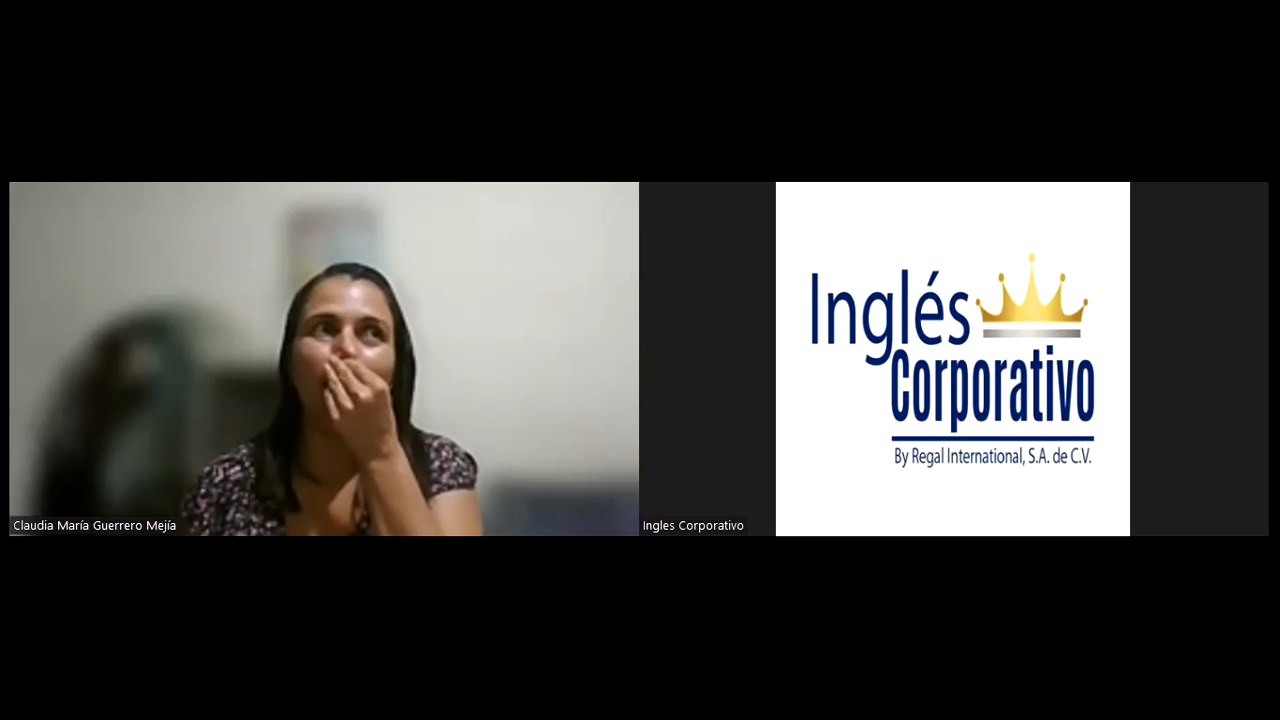 Inglés
Corporativo
By Regal International, S.A. de C.V.
Claudia María Guerrero Mejía
Ingles Corporativo